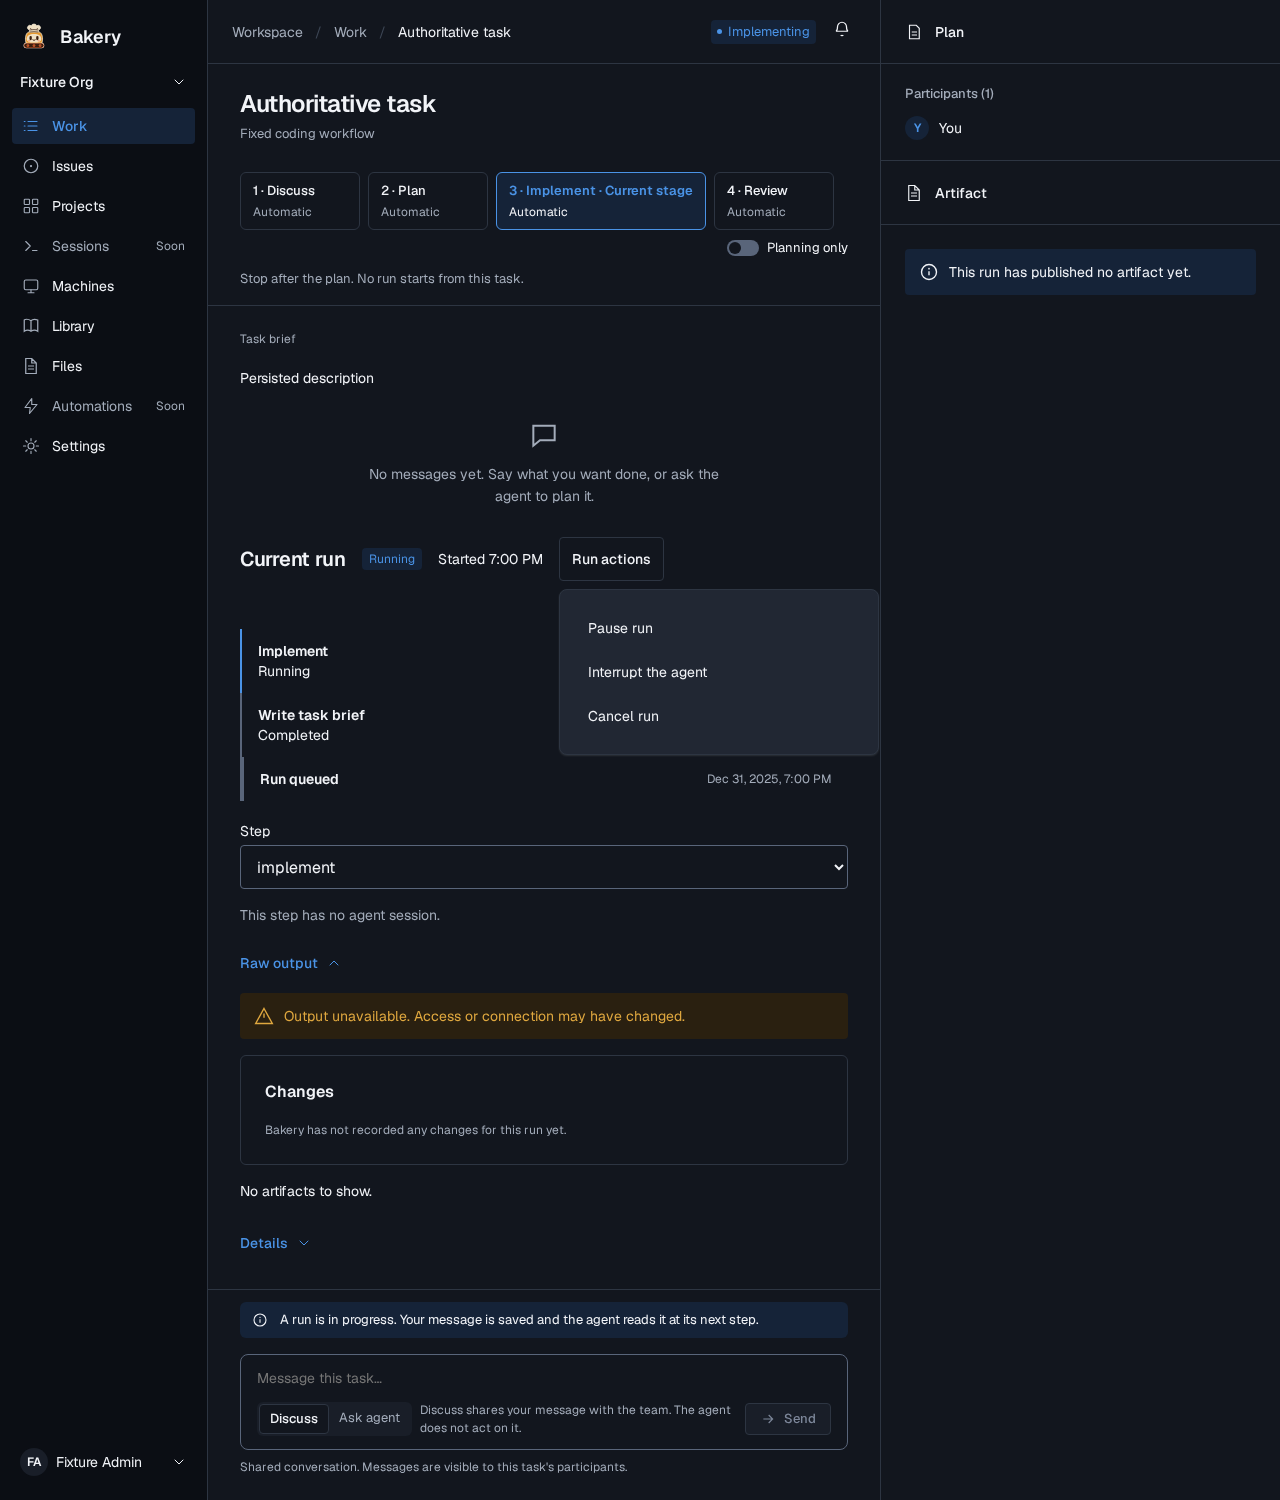 Bakery
Fixture Org
Work
Issues
Projects
Sessions Soon
Machines
Library
Files
Automations Soon
Settings
FA Fixture Admin
Workspace / Work / Authoritative task
Implementing
Authoritative task
Fixed coding workflow
1 · Discuss
Automatic
2 · Plan
Automatic
3 · Implement · Current stage
Automatic
4 · Review
Automatic
Planning only
Stop after the plan. No run starts from this task.
Task brief
Persisted description
No messages yet. Say what you want done, or ask the
agent to plan it.
Current run Running Started 7:00 PM Run actions
Pause run
Interrupt the agent
Cancel run
Implement
Running
Write task brief
Completed
Run queued Dec 31, 2025, 7:00 PM
Step
implement
This step has no agent session.
Raw output
Output unavailable. Access or connection may have changed.
Changes
Bakery has not recorded any changes for this run yet.
No artifacts to show.
Details
A run is in progress. Your message is saved and the agent reads it at its next step.
Message this task...
Discuss Ask agent
Discuss shares your message with the team. The agent
does not act on it.
Send
Shared conversation. Messages are visible to this task's participants.
Plan
Participants (1)
Y You
Artifact
This run has published no artifact yet.